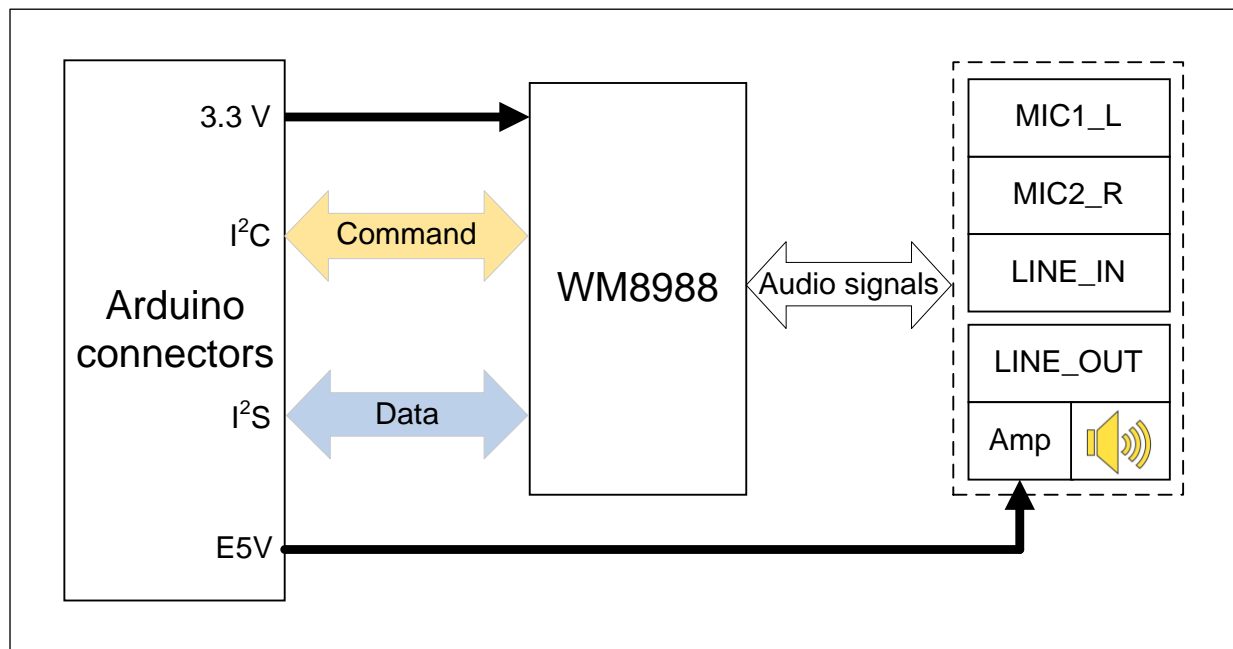 3.3 V
I²C
Command
Arduino
connectors
I²S
Data
E5V
WM8988
Audio signals
MIC1_L
MIC2_R
LINE_IN
LINE_OUT
Amp